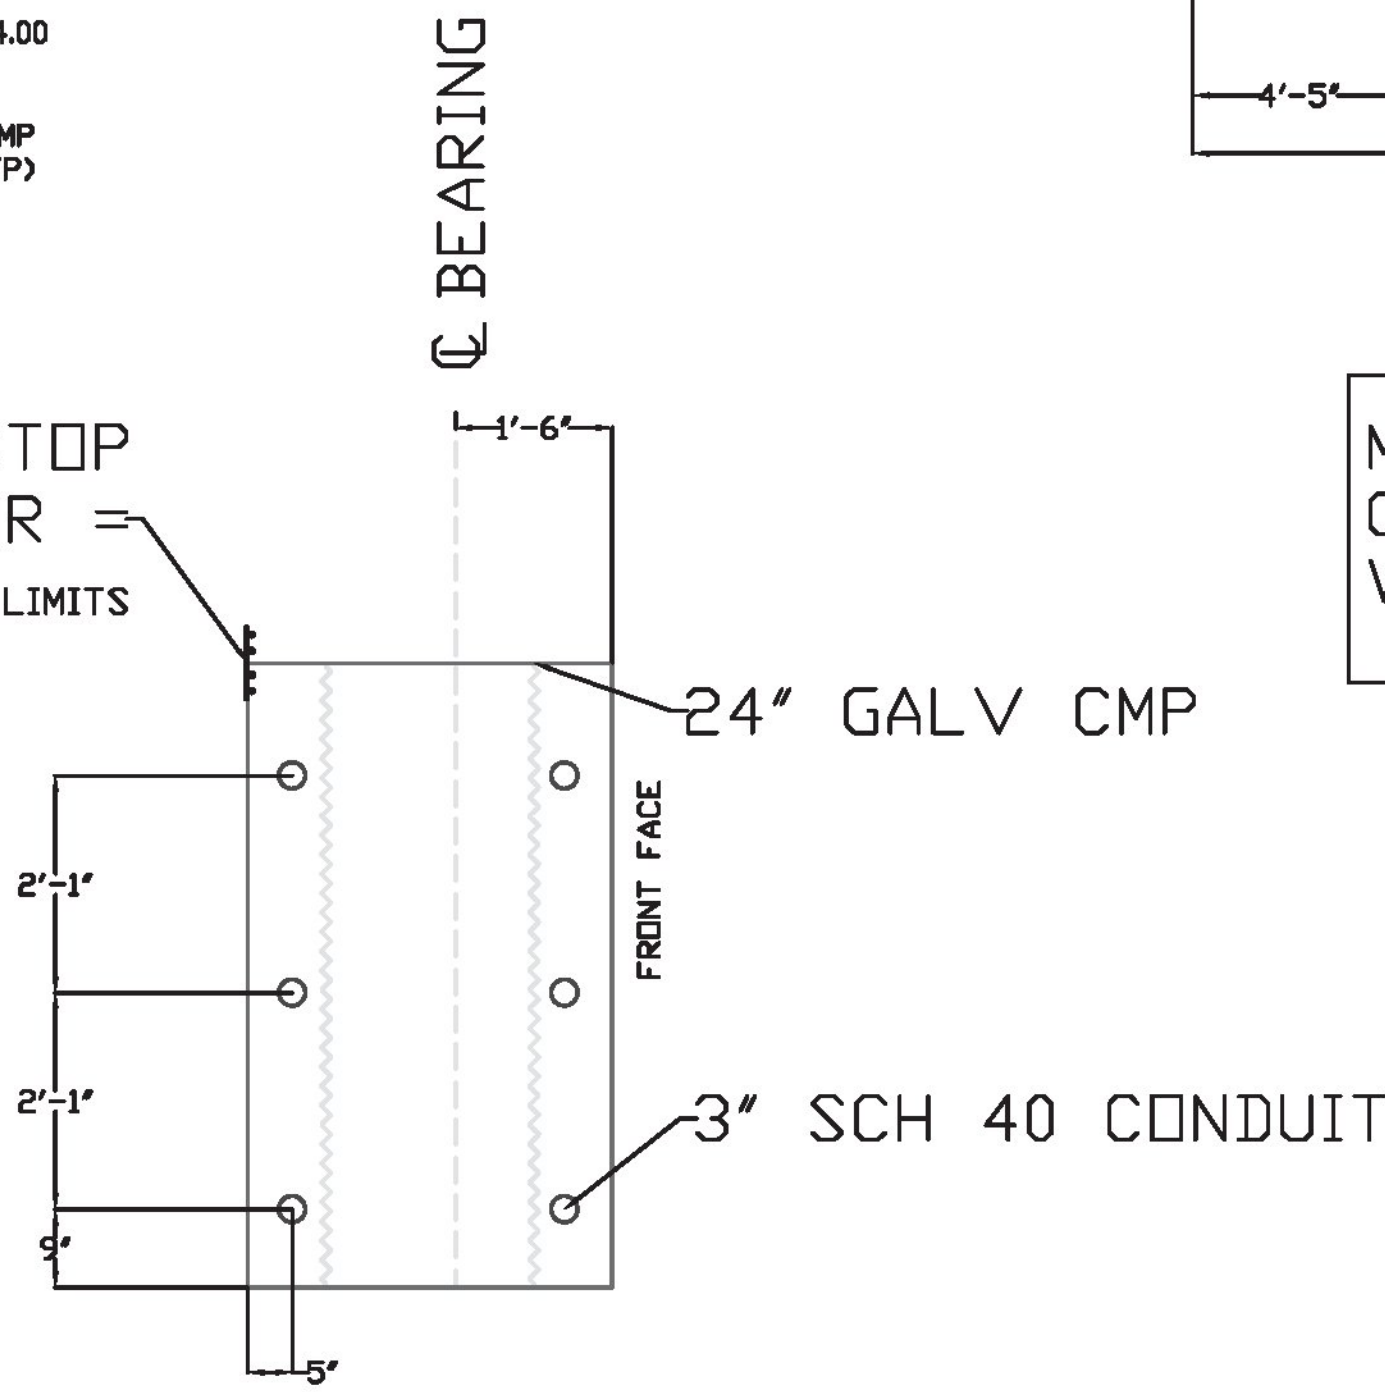 4.00
MP
P)
℄ BEARING
4'-5"
1'-6"
TOP
R =
LIMITS
24" GALV CMP
FRONT FACE
2'-1"
2'-1"
3" SCH 40 CONDUIT
9"
5"